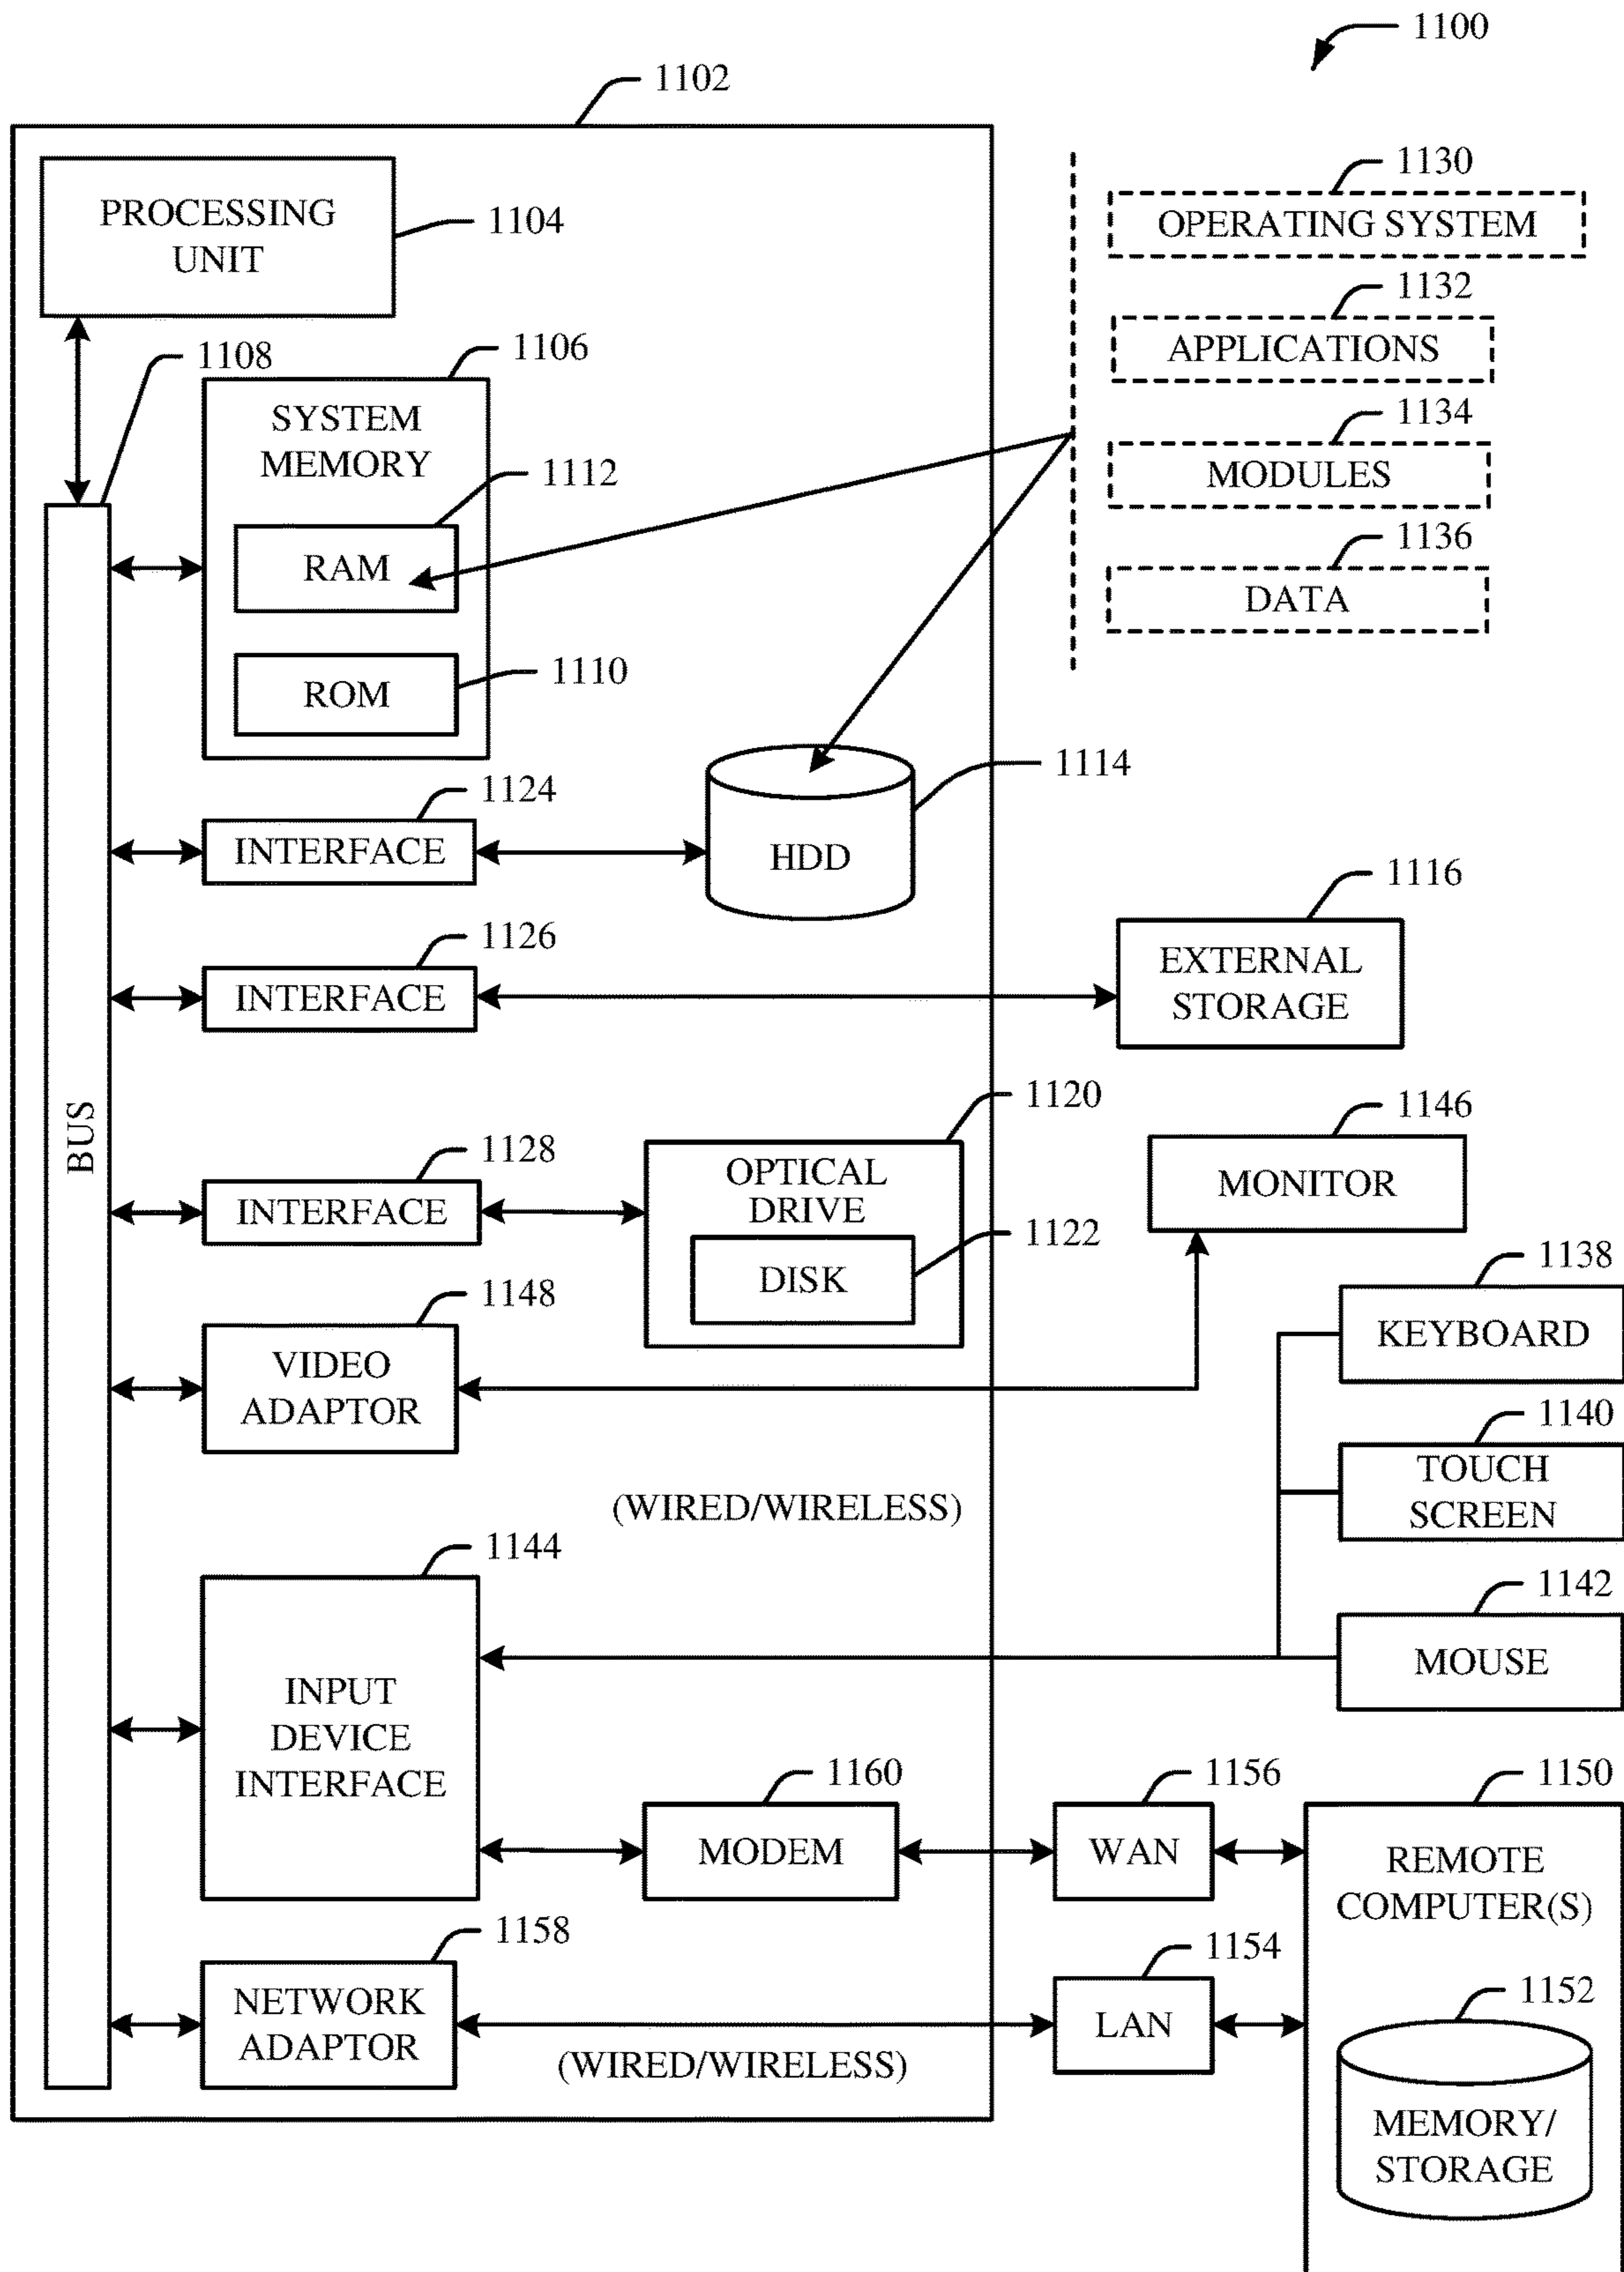 1100
1102
PROCESSING
UNIT
1104
1130
OPERATING SYSTEM
1132
APPLICATIONS
1134
MODULES
1136
DATA
1108
1106
SYSTEM
MEMORY
1112
RAM
1110
ROM
BUS
1124
INTERFACE
1114
HDD
1126
INTERFACE
1116
EXTERNAL
STORAGE
1128
INTERFACE
1120
OPTICAL
DRIVE
1122
DISK
1146
MONITOR
1148
VIDEO
ADAPTOR
1138
KEYBOARD
1140
TOUCH
SCREEN
(WIRED/WIRELESS)
1142
MOUSE
1144
INPUT
DEVICE
INTERFACE
1160
MODEM
1156
WAN
1150
REMOTE
COMPUTER(S)
1158
NETWORK
ADAPTOR
(WIRED/WIRELESS)
1154
LAN
1152
MEMORY/
STORAGE